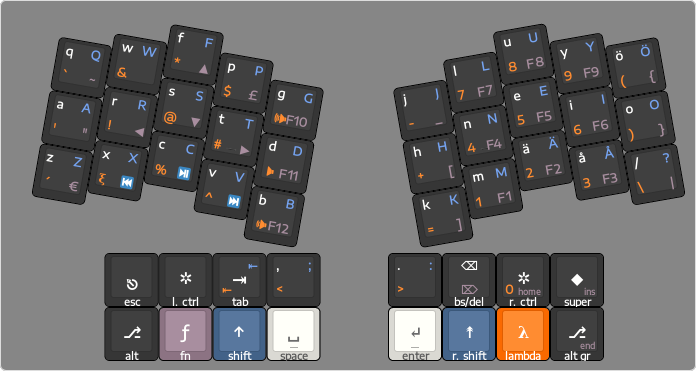 q Q ` ~
w W &
f F * ▲
p P $ £
g G 🕪 F10
a A ' "
r R ! ◀
s S @ ▼
t T # ▶
d D F11
z Z ´ €
x X ξ ⏮
c C % ⏯
v V ^ ⏭
b B F12
esc
l. ctrl
tab
, ; <
alt
ƒ fn
shift
space
j J - _
l L 7 F7
u U 8 F8
y Y 9 F9
ö Ö ( {
h H + [
n N 4 F4
e E 5 F5
i I 6 F6
o O ) }
k K = ]
m M 1 F1
ä Ä 2 F2
å Å 3 F3
/ ? \ |
. : >
⌫ ⌦ bs/del
✲ 0 home r. ctrl
◆ ins super
enter
r. shift
λ lambda
⎇ end alt gr